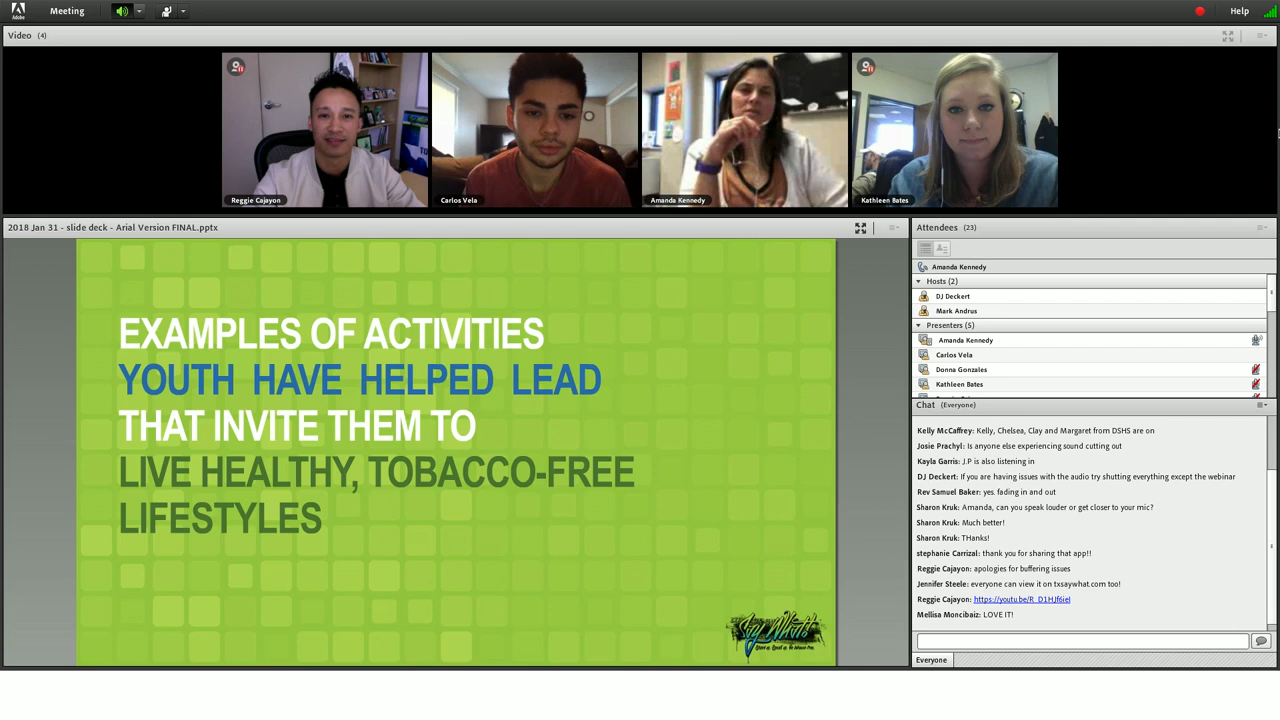 Adobe
Meeting
Help
Video (4)
Reggie Cajayon
Carlos Vela
Amanda Kennedy
Kathleen Bates
2018 Jan 31 - slide deck - Arial Version FINAL.pptx
EXAMPLES OF ACTIVITIES
YOUTH HAVE HELPED LEAD
THAT INVITE THEM TO
LIVE HEALTHY, TOBACCO-FREE
LIFESTYLES
Say What!
Attendees (23)
Amanda Kennedy
Hosts (2)
DJ Deckert
Mark Andrus
Presenters (5)
Amanda Kennedy
Carlos Vela
Donna Gonzales
Kathleen Bates
Chat (Everyone)
Kelly McCaffrey: Kelly, Chelsea, Clay and Margaret from DSHS are on
Josie Prachyl: Is anyone else experiencing sound cutting out
Kayla Garris: J.P is also listening in
DJ Deckert: If you are having issues with the audio try shutting everything except the webinar
Rev Samuel Baker: yes. fading in and out
Sharon Kruk: Amanda, can you speak louder or get closer to your mic?
Sharon Kruk: Much better!
Sharon Kruk: THanks!
stephanie Carrizal: thank you for sharing that app!!
Reggie Cajayon: apologies for buffering issues
Jennifer Steele: everyone can view it on txsaywhat.com too!
Reggie Cajayon: https://youtu.be/R_D1HJf6ieI
Mellisa Moncibaiz: LOVE IT!
Everyone